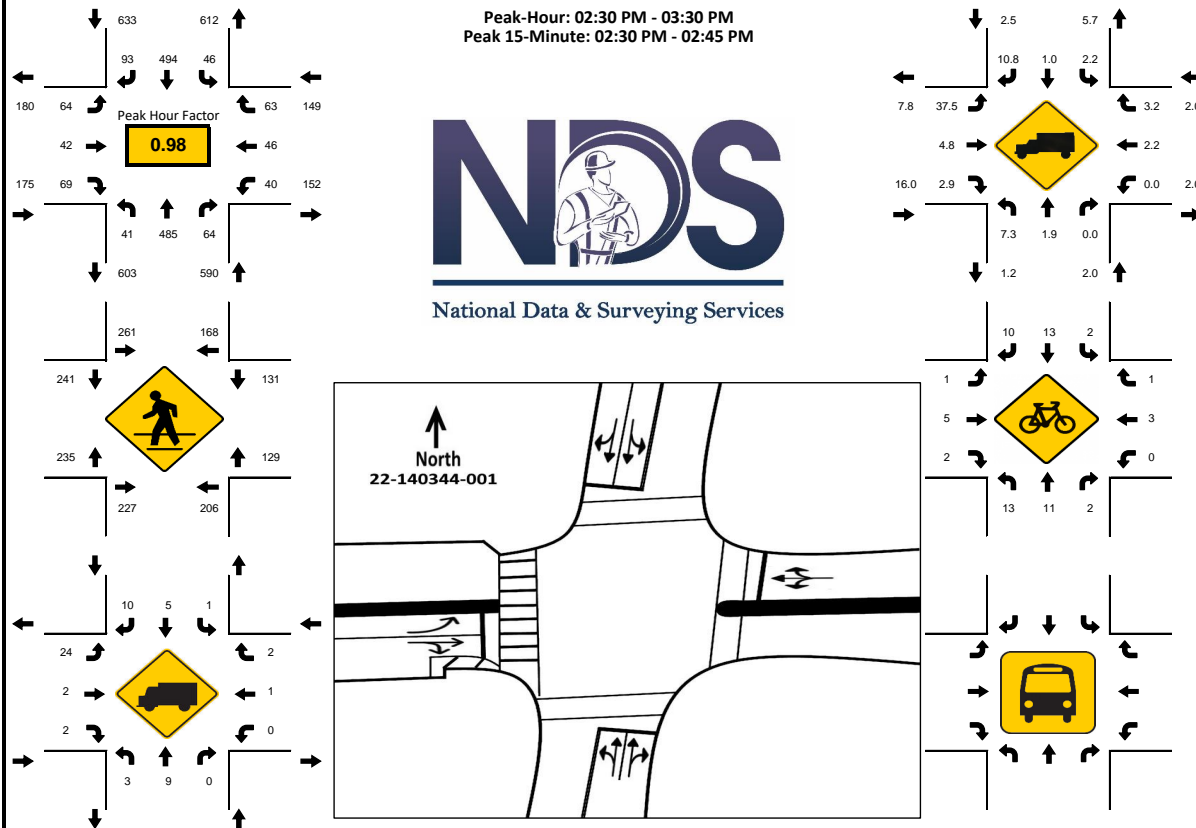 Peak-Hour: 02:30 PM - 03:30 PM
Peak 15-Minute: 02:30 PM - 02:45 PM
633 612
93 494 46
180 64 63 149
Peak Hour Factor
0.98
42 46
175 69 40 152
41 485 64
603 590
NDS
National Data & Surveying Services
2.5 5.7
10.8 1.0 2.2
7.8 37.5 3.2
4.8 2.2
16.0 2.9 0.0
7.3 1.9 0.0
1.2 2.0
261 168
241 131
235 129
227 206
10 13 2
1 1
5 3
2 0
13 11 2
North
22-140344-001
10 5 1
24 2
2 1
2 0
3 9 0